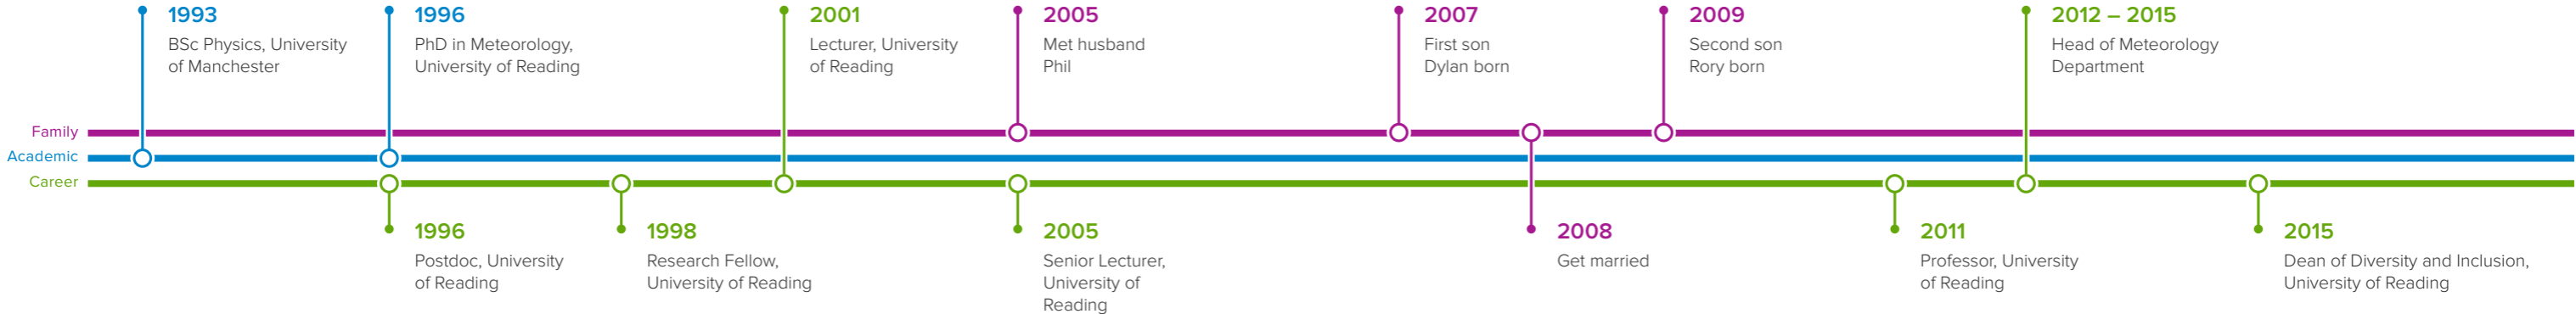 1993
BSc Physics, University
of Manchester
1996
PhD in Meteorology,
University of Reading
2001
Lecturer, University
of Reading
2005
Met husband
Phil
2007
First son
Dylan born
2009
Second son
Rory born
2012 – 2015
Head of Meteorology
Department
Family
Academic
Career
1996
Postdoc, University
of Reading
1998
Research Fellow,
University of Reading
2005
Senior Lecturer,
University of
Reading
2008
Get married
2011
Professor, University
of Reading
2015
Dean of Diversity and Inclusion,
University of Reading